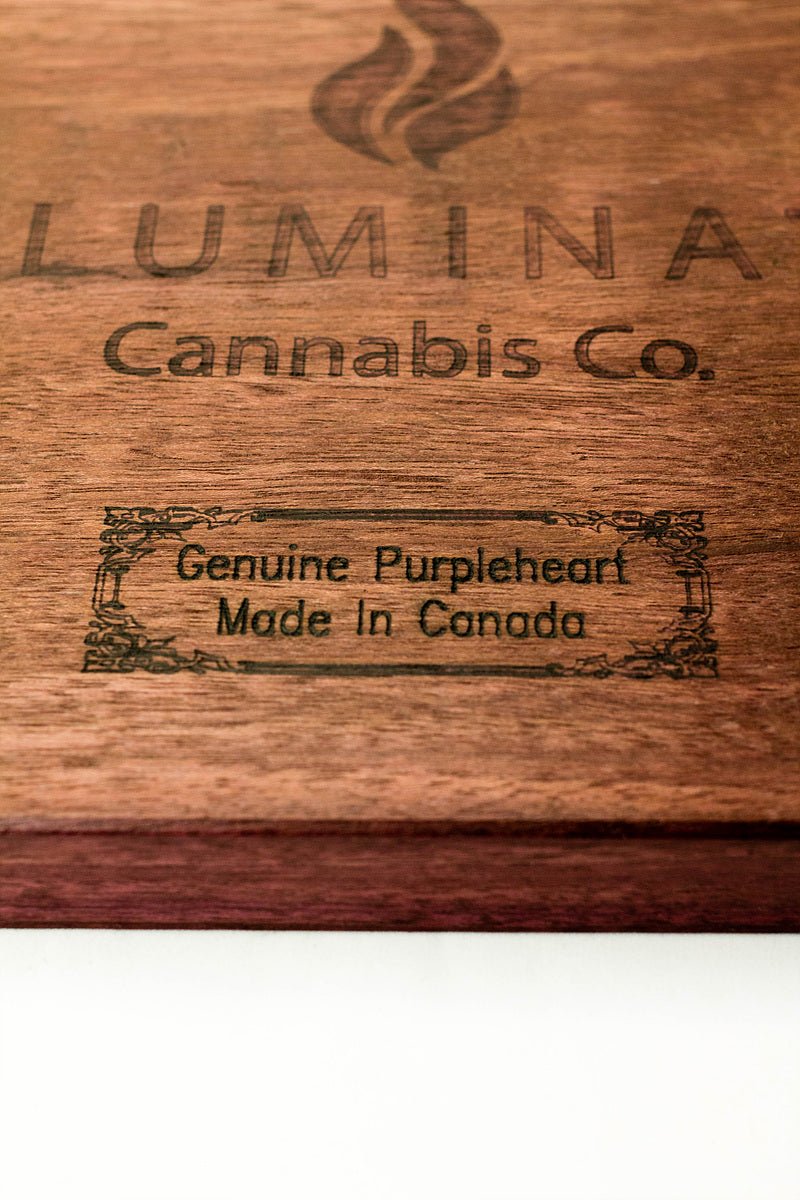 LUMINA
Cannabis Co.
Genuine Purpleheart
Made In Canada